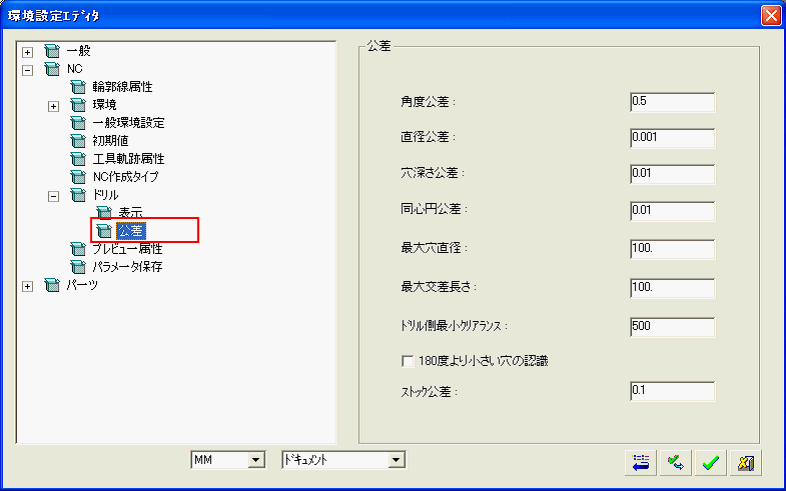 環境設定ｴﾃﾞｨﾀ
一般
NC
輪郭線属性
環境
一般環境設定
初期値
工具軌跡属性
NC作成タイプ
ドリル
表示
公差
プレビュー属性
パラメータ保存
パーツ
公差
角度公差 : 0.5
直径公差 : 0.001
穴深さ公差 : 0.01
同心円公差 : 0.01
最大穴直径 : 100.
最大交差長さ : 100.
ﾄﾞﾘﾙ側最小ｸﾘｱﾗﾝｽ : 500
180度より小さい穴の認識
ｽﾄｯｸ公差 : 0.1
MM ﾄﾞｷｭﾒﾝﾄ